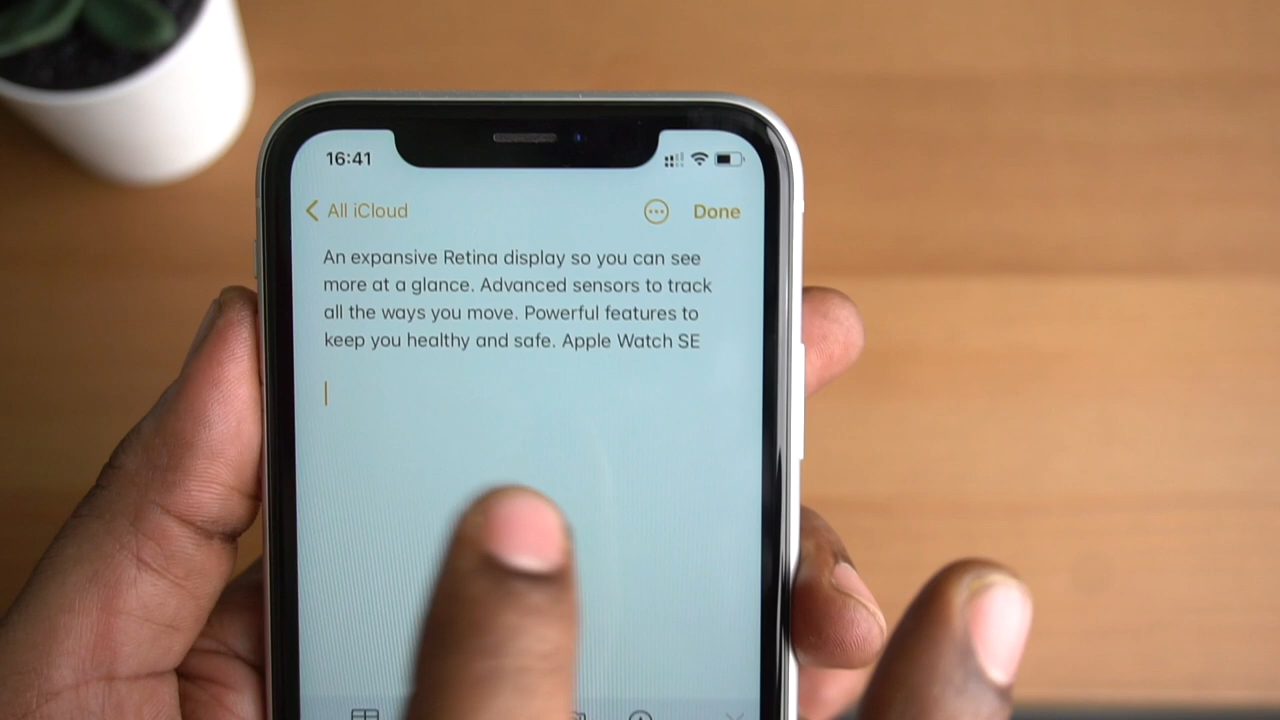 16:41
All iCloud
Done
An expansive Retina display so you can see
more at a glance. Advanced sensors to track
all the ways you move. Powerful features to
keep you healthy and safe. Apple Watch SE